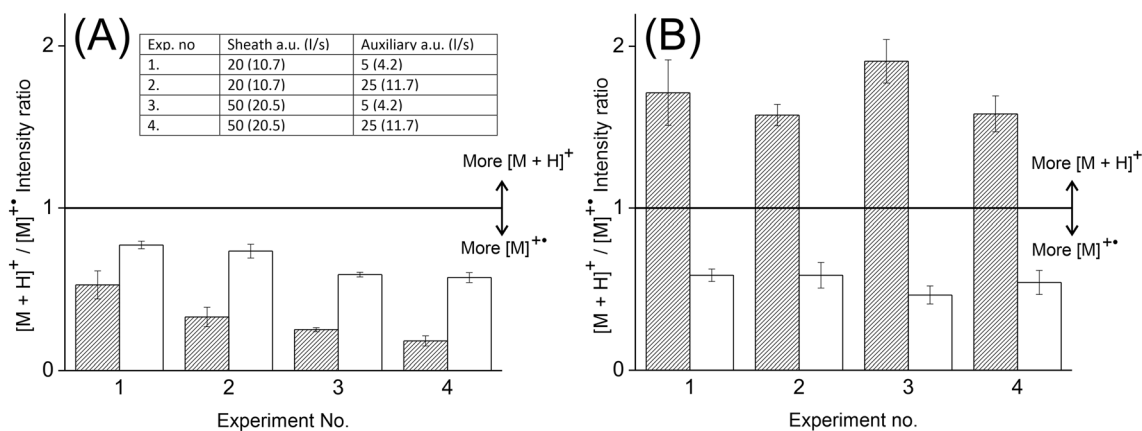 (A)
Exp. no Sheath a.u. (l/s) Auxiliary a.u. (l/s)
1. 20 (10.7) 5 (4.2)
2. 20 (10.7) 25 (11.7)
3. 50 (20.5) 5 (4.2)
4. 50 (20.5) 25 (11.7)
2
1
0
[M + H]⁺ / [M]⁺• Intensity ratio
More [M + H]⁺
More [M]⁺•
1 2 3 4
Experiment No.
(B)
2
1
0
[M + H]⁺ / [M]⁺• Intensity ratio
More [M + H]⁺
More [M]⁺•
1 2 3 4
Experiment no.